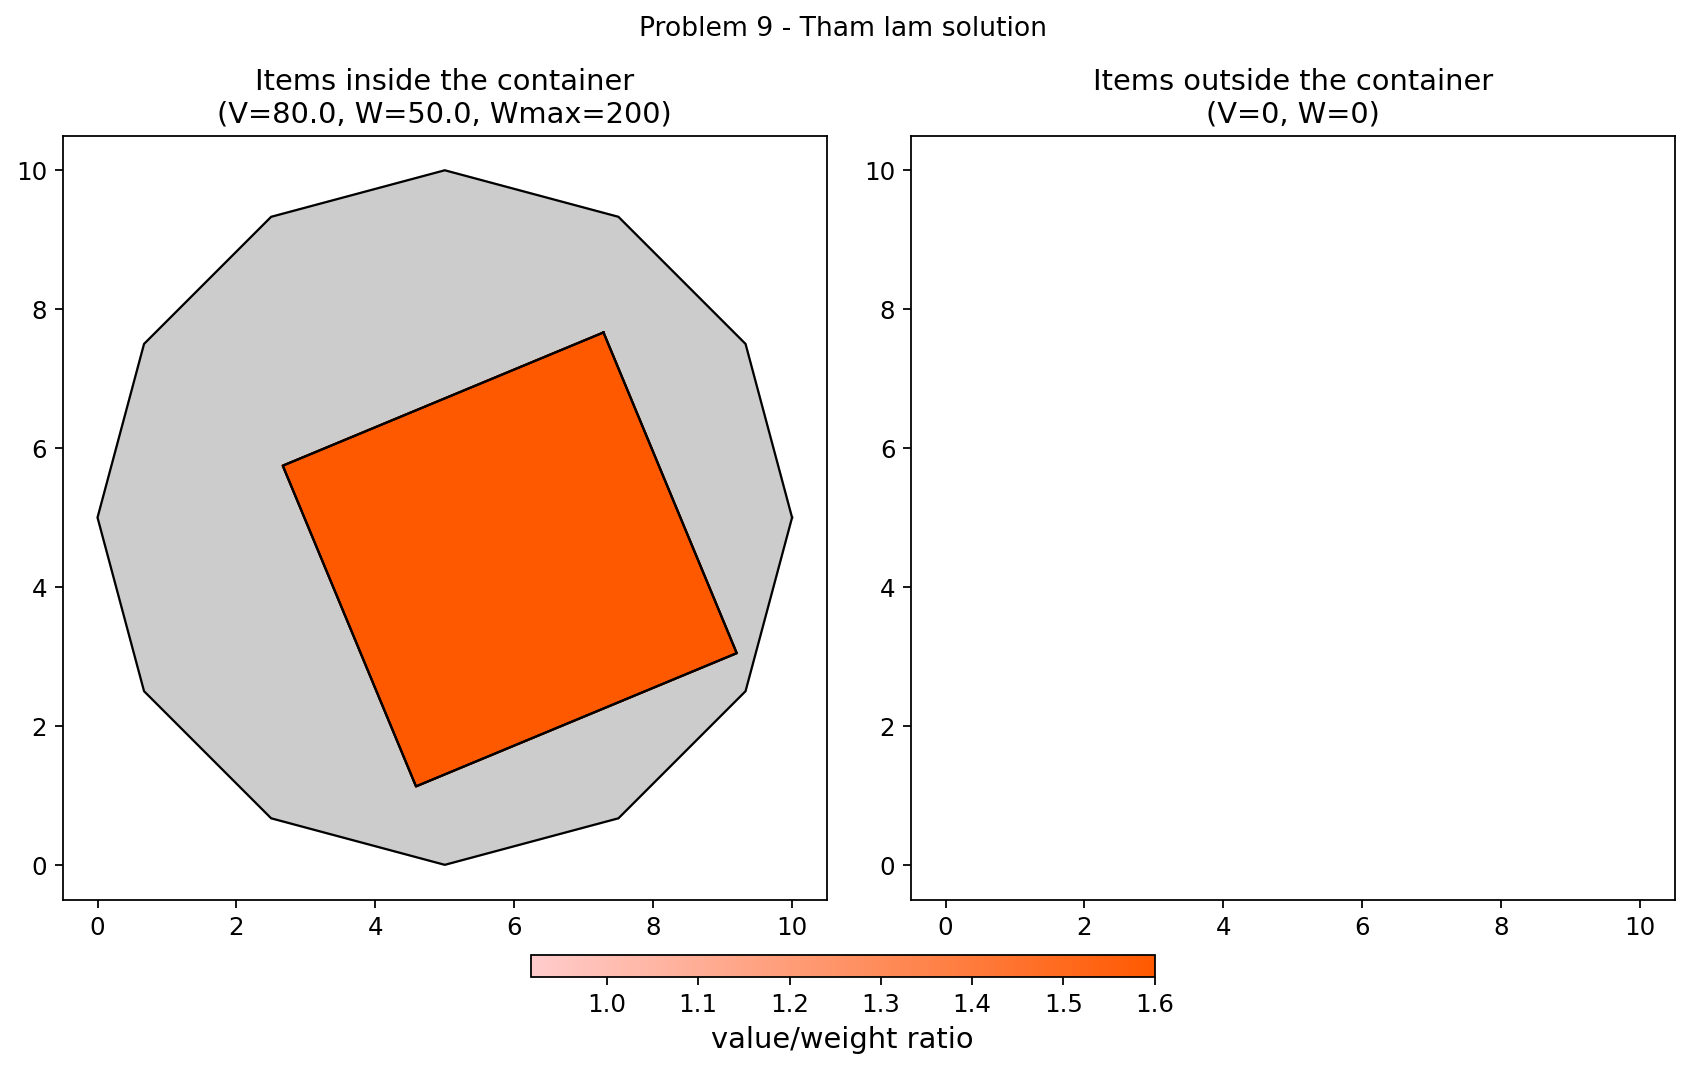 Problem 9 - Tham lam solution
Items inside the container
(V=80.0, W=50.0, Wmax=200)
Items outside the container
(V=0, W=0)
10
8
6
4
2
0
0 2 4 6 8 10
10
8
6
4
2
0
0 2 4 6 8 10
1.0 1.1 1.2 1.3 1.4 1.5 1.6
value/weight ratio